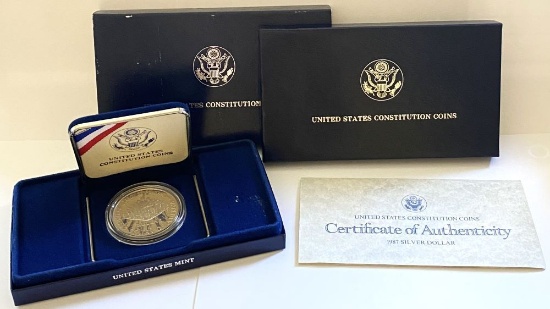 UNITED STATES CONSTITUTION
UNITED STATES CONSTITUTION COINS
UNITED STATES
CONSTITUTION COINS
UNITED STATES MINT
UNITED STATES CONSTITUTION COINS
Certificate of Authenticity
1987 SILVER DOLLAR